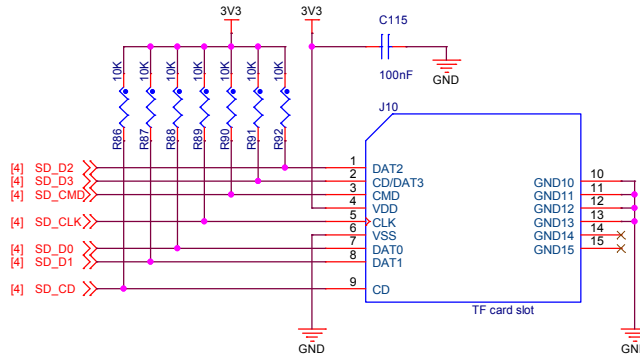 3V3 3V3
C115
100nF
GND
10K 10K 10K 10K 10K 10K 10K
R86 R87 R88 R89 R90 R91 R92
J10
[4] SD_D2 1 DAT2
[4] SD_D3 2 CD/DAT3
[4] SD_CMD 3 CMD
4 VDD
[4] SD_CLK 5 CLK
6 VSS
[4] SD_D0 7 DAT0
[4] SD_D1 8 DAT1
[4] SD_CD 9 CD
GND10 10
GND11 11
GND12 12
GND13 13
GND14 14
GND15 15
TF card slot
GND
GND